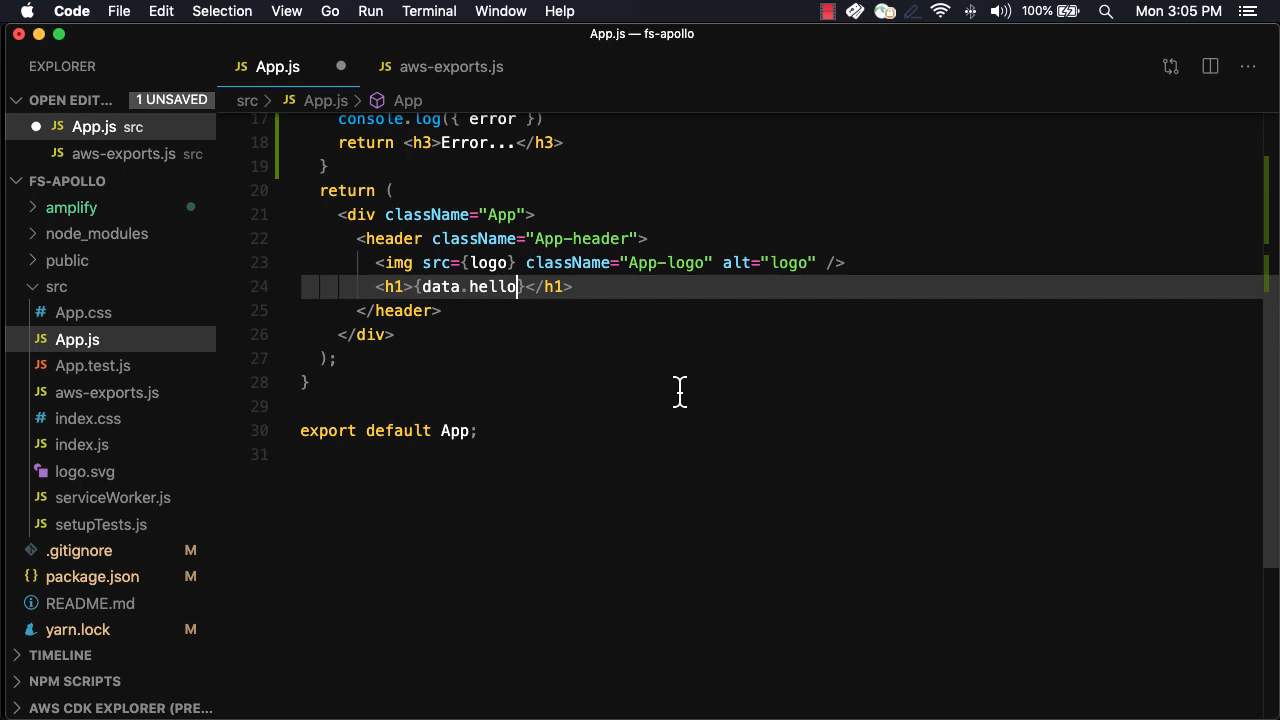 Code File Edit Selection View Go Run Terminal Window Help 100% Mon 3:05 PM
App.js — fs-apollo
EXPLORER
JS App.js
JS aws-exports.js
OPEN EDIT... 1 UNSAVED
src > JS App.js > App
JS App.js src
JS aws-exports.js src
FS-APOLLO
amplify
node_modules
public
src
# App.css
JS App.js
JS App.test.js
JS aws-exports.js
# index.css
JS index.js
logo.svg
JS serviceWorker.js
JS setupTests.js
.gitignore M
{} package.json M
README.md
yarn.lock M
TIMELINE
NPM SCRIPTS
AWS CDK EXPLORER (PRE...
17 console.log({ error })
18 return <h3>Error...</h3>
19 }
20 return (
21 <div className="App">
22 <header className="App-header">
23 <img src={logo} className="App-logo" alt="logo" />
24 <h1>{data.hello}</h1>
25 </header>
26 </div>
27 );
28 }
29
30 export default App;
31